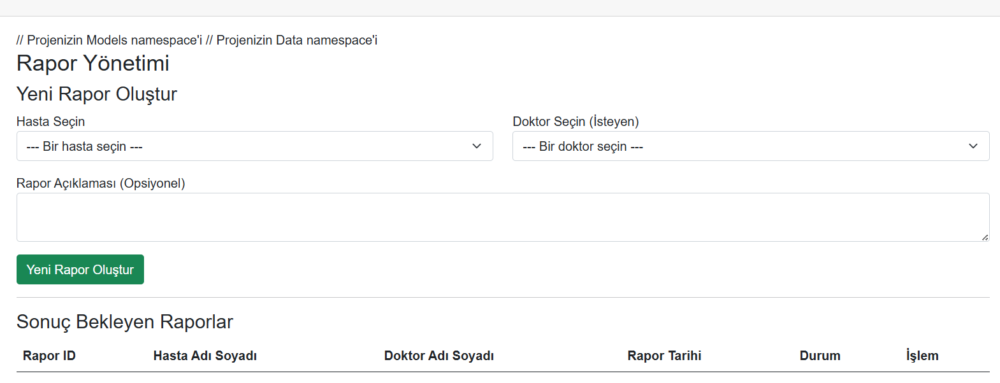 // Projenizin Models namespace'i // Projenizin Data namespace'i
Rapor Yönetimi
Yeni Rapor Oluştur
Hasta Seçin
Doktor Seçin (İsteyen)
--- Bir hasta seçin ---
--- Bir doktor seçin ---
Rapor Açıklaması (Opsiyonel)
Yeni Rapor Oluştur
Sonuç Bekleyen Raporlar
Rapor ID Hasta Adı Soyadı Doktor Adı Soyadı Rapor Tarihi Durum İşlem